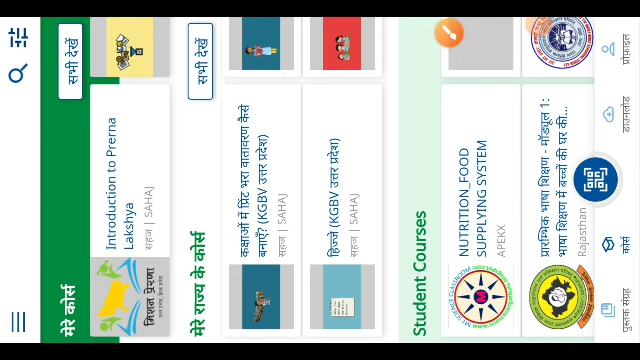 मेरे कोर्स
सभी देखें
मिशन प्रेरणा
Introduction to Prerna
Lakshya
सहज | SAHAJ
मेरे राज्य के कोर्स
सभी देखें
कक्षाओं में प्रिंट भरा वातावरण कैसे
बनाएँ? (KGBV उत्तर प्रदेश)
सहज | SAHAJ
हिज्जे (KGBV उत्तर प्रदेश)
सहज | SAHAJ
Student Courses
NUTRITION_FOOD
SUPPLYING SYSTEM
APEKX
प्रारम्भिक भाषा शिक्षण - मॉड्यूल 1:
भाषा शिक्षण में बच्चों की घर की...
Rajasthan
पुस्तक संग्रह
कोर्स
डाउनलोड
प्रोफ़ाइल